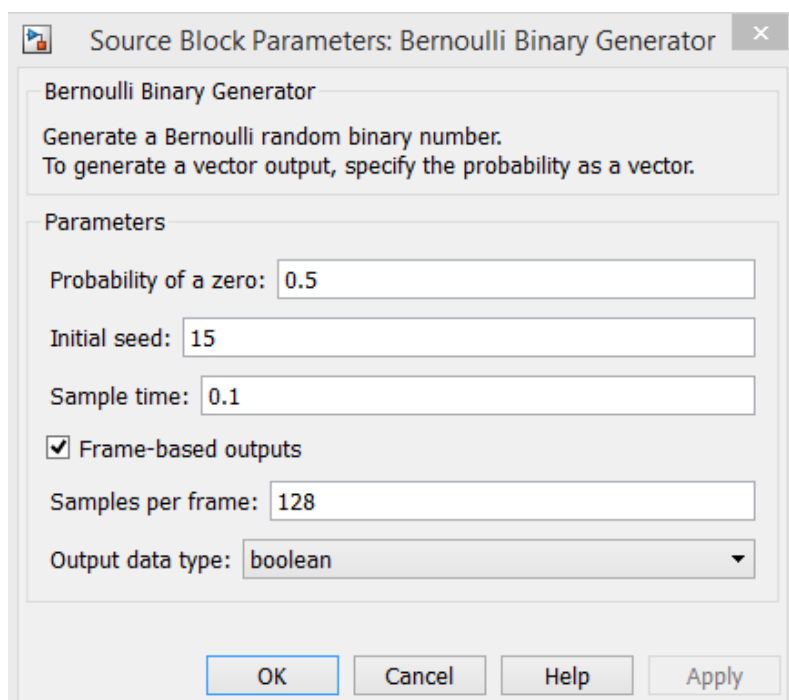 Source Block Parameters: Bernoulli Binary Generator
Bernoulli Binary Generator
Generate a Bernoulli random binary number.
To generate a vector output, specify the probability as a vector.
Parameters
Probability of a zero: 0.5
Initial seed: 15
Sample time: 0.1
Frame-based outputs
Samples per frame: 128
Output data type: boolean
OK Cancel Help Apply